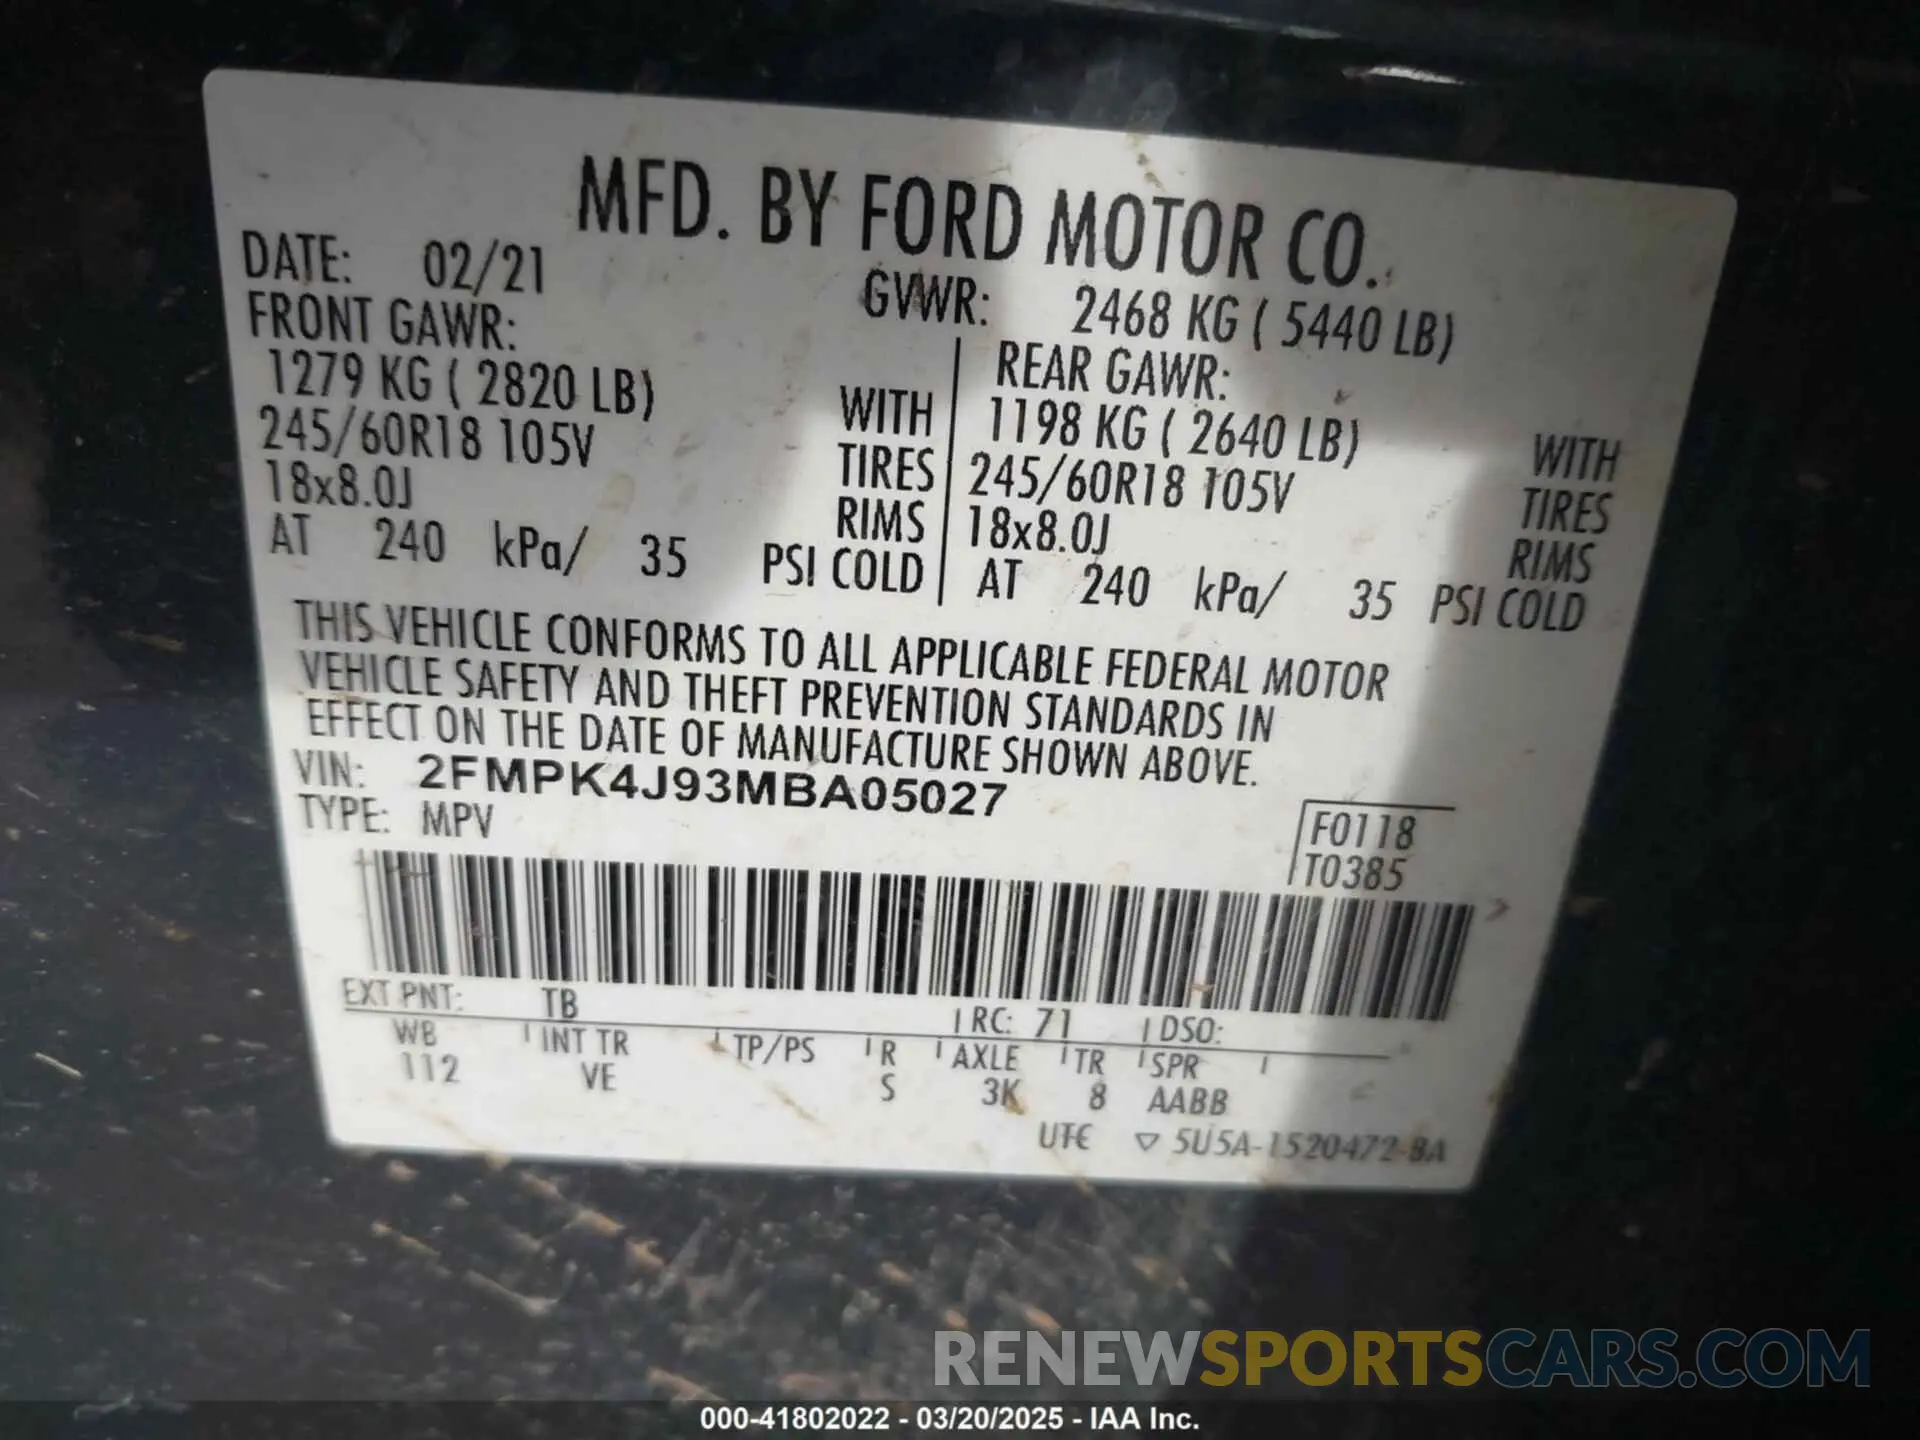 MFD. BY FORD MOTOR CO.
DATE: 02/21
GVWR: 2468 KG ( 5440 LB)
FRONT GAWR:
1279 KG ( 2820 LB) WITH
245/60R18 105V TIRES
18x8.0J RIMS
AT 240 kPa/ 35 PSI COLD
REAR GAWR:
1198 KG ( 2640 LB) WITH
245/60R18 105V TIRES
18x8.0J RIMS
AT 240 kPa/ 35 PSI COLD
THIS VEHICLE CONFORMS TO ALL APPLICABLE FEDERAL MOTOR
VEHICLE SAFETY AND THEFT PREVENTION STANDARDS IN
EFFECT ON THE DATE OF MANUFACTURE SHOWN ABOVE.
VIN: 2FMPK4J93MBA05027
TYPE: MPV
F0118
T0385
EXT PNT: TB RC: 71 DSO:
WB INT TR TP/PS R AXLE TR SPR
112 VE S 3K 8 AABB
UTC ▽ 5U5A-1520472-BA
RENEWSPORTSCARS.COM
000-41802022 - 03/20/2025 - IAA Inc.